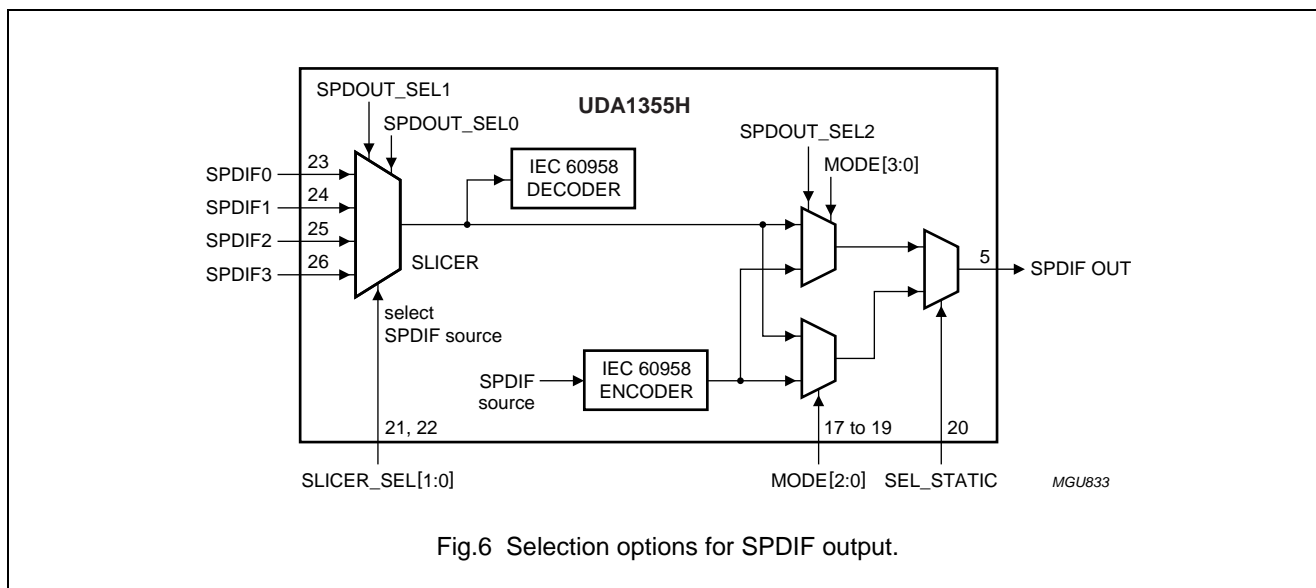 SPDOUT_SEL1
UDA1355H
SPDOUT_SEL0
SPDOUT_SEL2
MODE[3:0]
IEC 60958
DECODER
SPDIF0
23
SPDIF1
24
SPDIF2
25
SPDIF3
26
SLICER
5
SPDIF OUT
select
SPDIF source
SPDIF
source
IEC 60958
ENCODER
21, 22
17 to 19
20
SLICER_SEL[1:0]
MODE[2:0]
SEL_STATIC
MGU833
Fig.6 Selection options for SPDIF output.